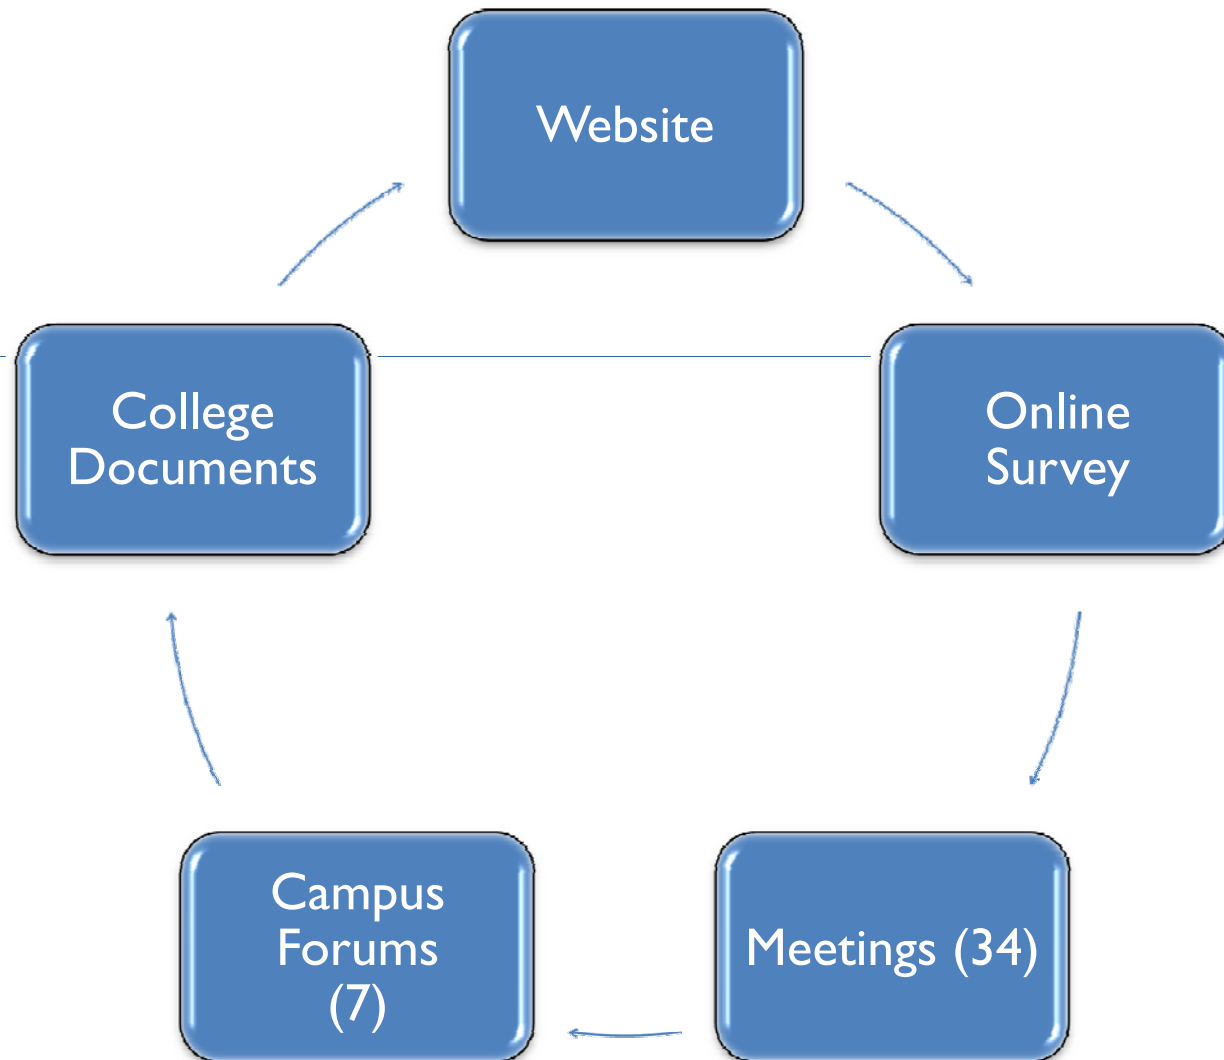 Website
Online
Survey
Meetings (34)
Campus
Forums
(7)
College
Documents